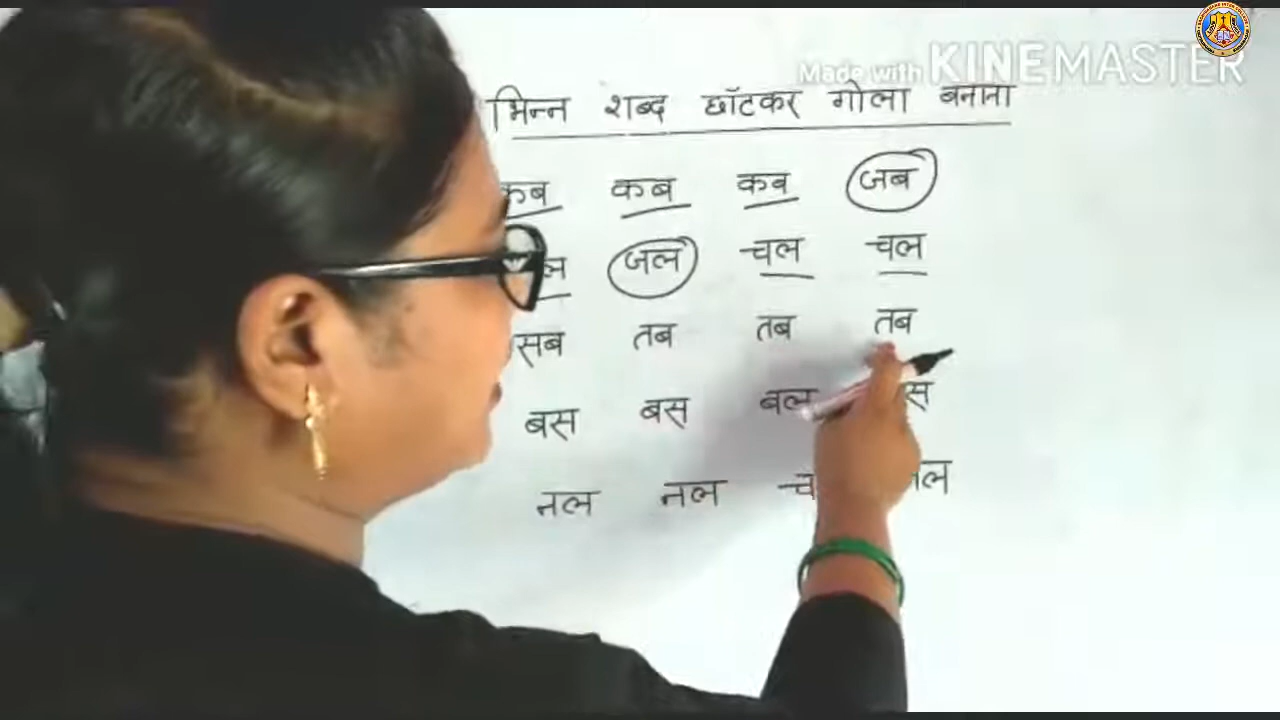 Made with KINEMASTER
भिन्न शब्द छाँटकर गोला बनाना
कब कब कब जब
जल चल चल
सब तब तब तब
बस बस बल
नल नल